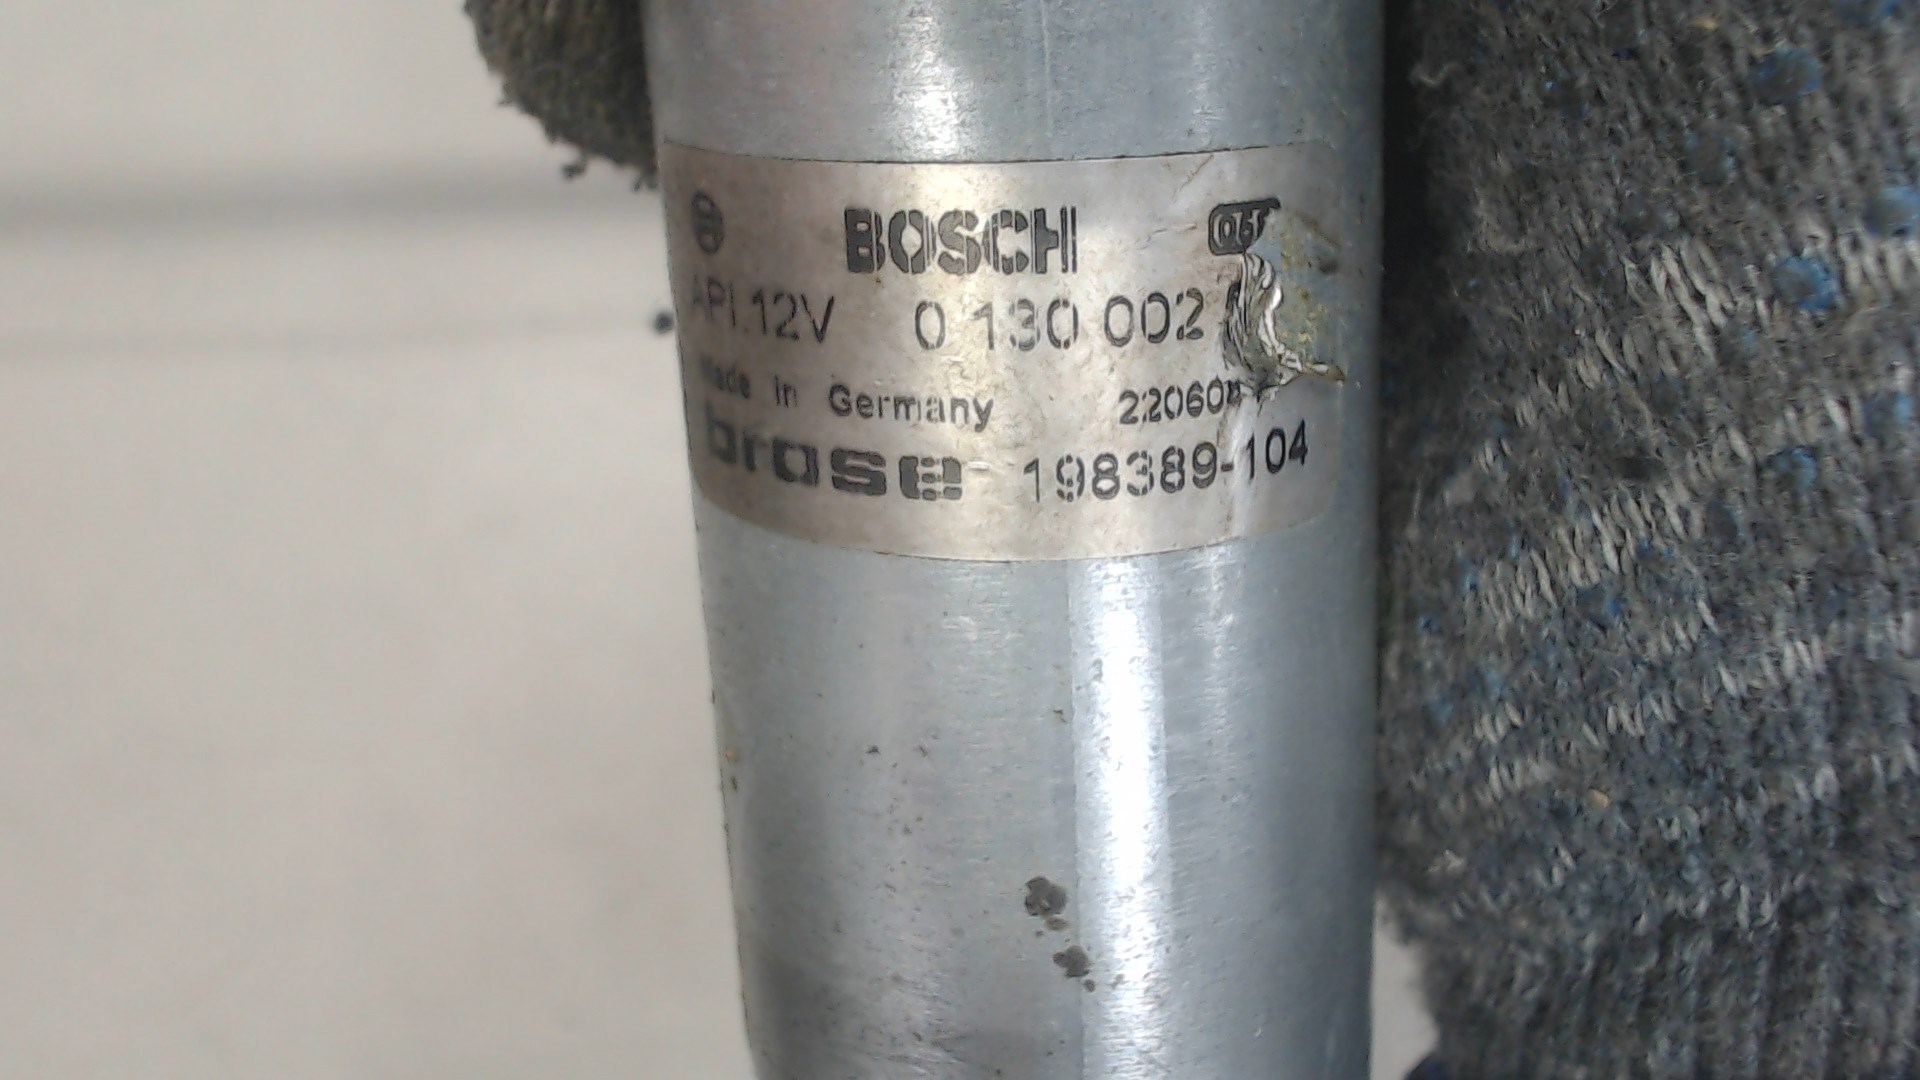 BOSCH
API.12V 0 130 002
Made in Germany
brose 198389-104